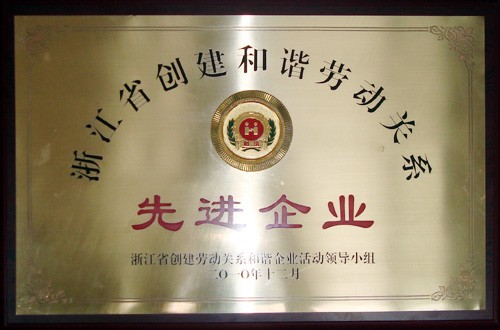 浙江省创建和谐劳动关系
先进企业
浙江省创建劳动关系和谐企业活动领导小组
二〇一〇年十二月